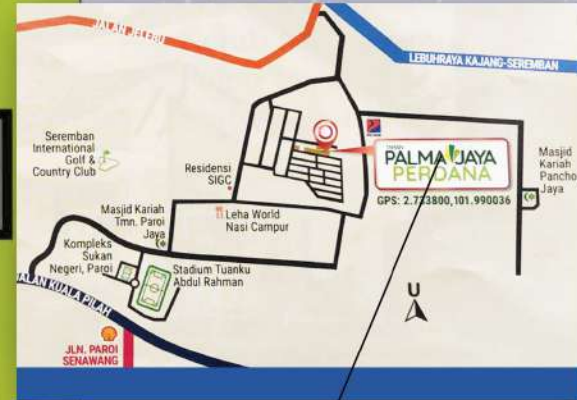 JALAN JELEBU
LEBUHRAYA KAJANG-SEREMBAN
Seremban
International
Golf &
Country Club
Residensi
SIGC
TAMAN
PALMA JAYA
PERDANA
GPS: 2.733800,101.990036
Masjid
Kariah
Pancho
Jaya
Masjid Kariah
Tmn. Paroi
Jaya
Leha World
Nasi Campur
Kompleks
Sukan
Negeri, Paroi
Stadium Tuanku
Abdul Rahman
JALAN KUALA PILAH
U
JLN. PAROI
SENAWANG